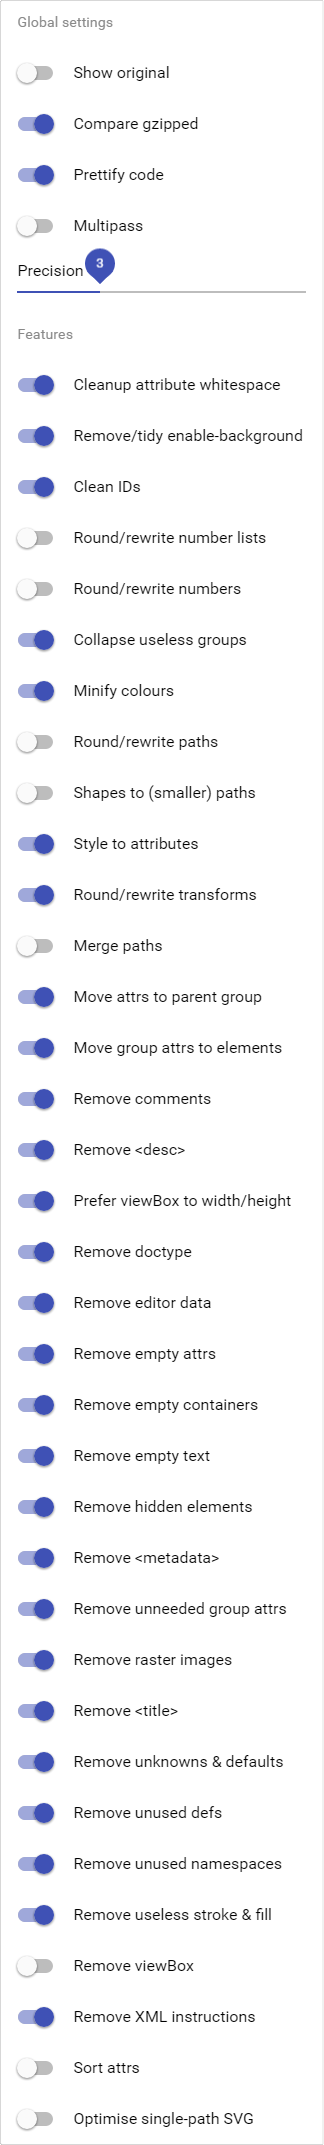 Global settings
Show original
Compare gzipped
Prettify code
Multipass
Precision 3
Features
Cleanup attribute whitespace
Remove/tidy enable-background
Clean IDs
Round/rewrite number lists
Round/rewrite numbers
Collapse useless groups
Minify colours
Round/rewrite paths
Shapes to (smaller) paths
Style to attributes
Round/rewrite transforms
Merge paths
Move attrs to parent group
Move group attrs to elements
Remove comments
Remove <desc>
Prefer viewBox to width/height
Remove doctype
Remove editor data
Remove empty attrs
Remove empty containers
Remove empty text
Remove hidden elements
Remove <metadata>
Remove unneeded group attrs
Remove raster images
Remove <title>
Remove unknowns & defaults
Remove unused defs
Remove unused namespaces
Remove useless stroke & fill
Remove viewBox
Remove XML instructions
Sort attrs
Optimise single-path SVG